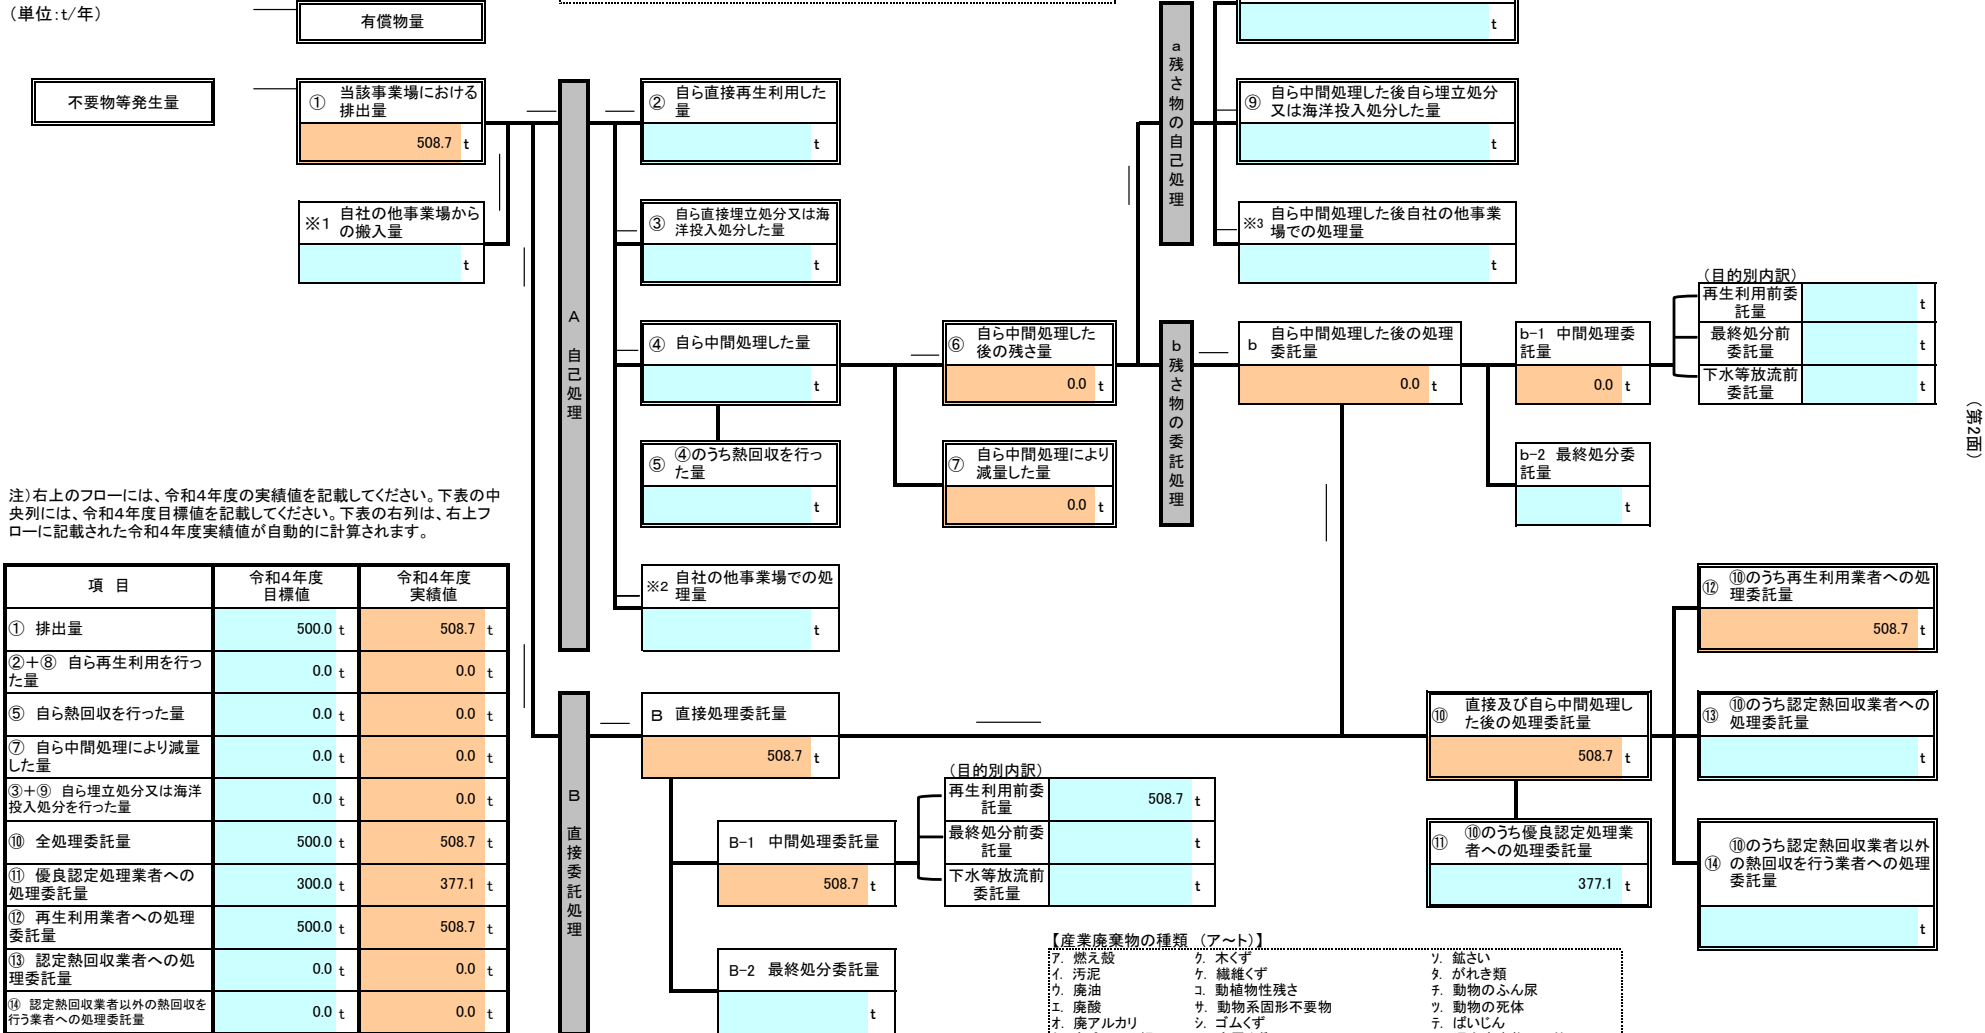 （単位：t/年）
有償物量
t
不要物等発生量
①
当該事業場における
排出量
508.7 t
②
自ら直接再生利用した
量
t
⑨
自ら中間処理した後自ら埋立処分
又は海洋投入処分した量
t
a 残さ物の自己処理
※1
自社の他事業場から
の搬入量
t
③
自ら直接埋立処分又は海
洋投入処分した量
t
※3
自ら中間処理した後自社の他事業
場での処理量
t
A 自己処理
④ 自ら中間処理した量
t
⑥
自ら中間処理した
後の残さ量
0.0 t
b 残さ物の委託処理
b
自ら中間処理した後の処理
委託量
0.0 t
b-1 中間処理委
託量
0.0 t
（目的別内訳）
再生利用前委
託量
t
最終処分前
委託量
t
下水等放流前
委託量
t
（第2面）
⑤
④のうち熱回収を行っ
た量
t
⑦
自ら中間処理により
減量した量
0.0 t
b-2 最終処分委
託量
t
注）右上のフローには、令和４年度の実績値を記載してください。下表の中
央列には、令和４年度目標値を記載してください。下表の右列は、右上フ
ローに記載された令和４年度実績値が自動的に計算されます。
※2
自社の他事業場での処
理量
t
項 目
令和４年度
目標値
令和４年度
実績値
① 排出量
500.0 t
508.7 t
②＋⑧ 自ら再生利用を行っ
た量
0.0 t
0.0 t
⑤ 自ら熱回収を行った量
0.0 t
0.0 t
⑦ 自ら中間処理により減量
した量
0.0 t
0.0 t
③＋⑨ 自ら埋立処分又は海洋
投入処分を行った量
0.0 t
0.0 t
⑩ 全処理委託量
500.0 t
508.7 t
⑪ 優良認定処理業者への
処理委託量
300.0 t
377.1 t
⑫ 再生利用業者への処理
委託量
500.0 t
508.7 t
⑬ 認定熱回収業者への処
理委託量
0.0 t
0.0 t
⑭ 認定熱回収業者以外の熱回収を
行う業者への処理委託量
0.0 t
0.0 t
B 直接委託処理
B 直接処理委託量
508.7 t
B-1 中間処理委託量
508.7 t
（目的別内訳）
再生利用前委
託量
508.7 t
最終処分前委
託量
t
下水等放流前
委託量
t
B-2 最終処分委託量
t
⑩
直接及び自ら中間処理し
た後の処理委託量
508.7 t
⑪
⑩のうち優良認定処理業
者への処理委託量
377.1 t
⑫
⑩のうち再生利用業者への処
理委託量
508.7 t
⑬
⑩のうち認定熱回収業者への
処理委託量
t
⑭
⑩のうち認定熱回収業者以外
の熱回収を行う業者への処理
委託量
t
【産業廃棄物の種類 （ア～ト）】
ｱ. 燃え殻 ｸ. 木くず ｿ. 鉱さい
ｲ. 汚泥 ｹ. 繊維くず ﾀ. がれき類
ｳ. 廃油 ｺ. 動植物性残さ ﾁ. 動物のふん尿
ｴ. 廃酸 ｻ. 動物系固形不要物 ﾂ. 動物の死体
ｵ. 廃アルカリ ｼ. ゴムくず ﾃ. ばいじん